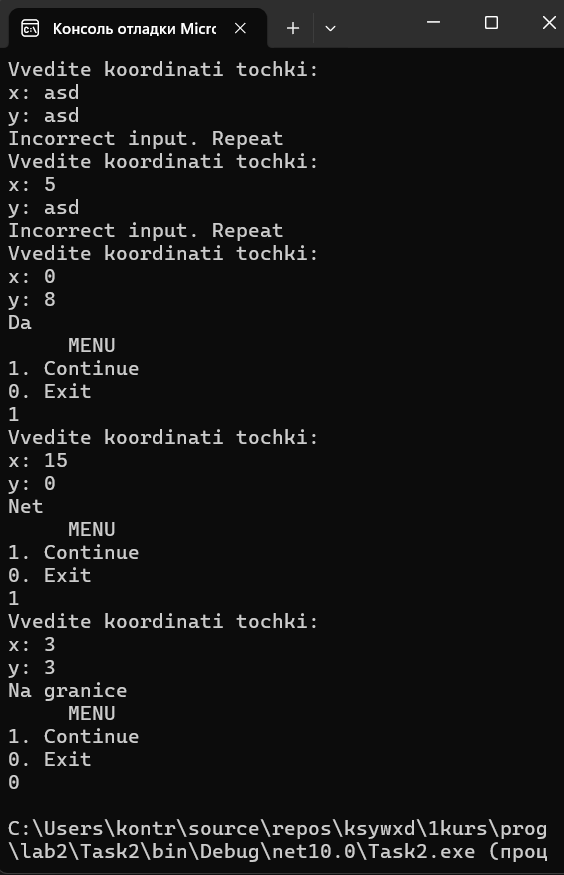 Консоль отладки Micro
Vvedite koordinati tochki:
x: asd
y: asd
Incorrect input. Repeat
Vvedite koordinati tochki:
x: 5
y: asd
Incorrect input. Repeat
Vvedite koordinati tochki:
x: 0
y: 8
Da
MENU
1. Continue
0. Exit
1
Vvedite koordinati tochki:
x: 15
y: 0
Net
MENU
1. Continue
0. Exit
1
Vvedite koordinati tochki:
x: 3
y: 3
Na granice
MENU
1. Continue
0. Exit
0
C:\Users\kontr\source\repos\ksywxd\1kurs\prog
\lab2\Task2\bin\Debug\net10.0\Task2.exe (проц